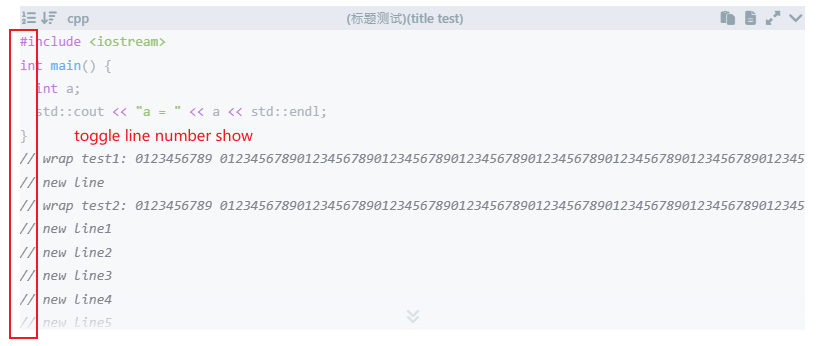 cpp (标题测试)(title test)
#include <iostream>
int main() {
  int a;
  std::cout << "a = " << a << std::endl;
}
toggle line number show
// wrap test1: 0123456789 0123456789012345678901234567890123456789012345678901234567890123456789012345
// new line
// wrap test2: 0123456789 0123456789012345678901234567890123456789012345678901234567890123456789012345
// new line1
// new line2
// new line3
// new line4
// new line5